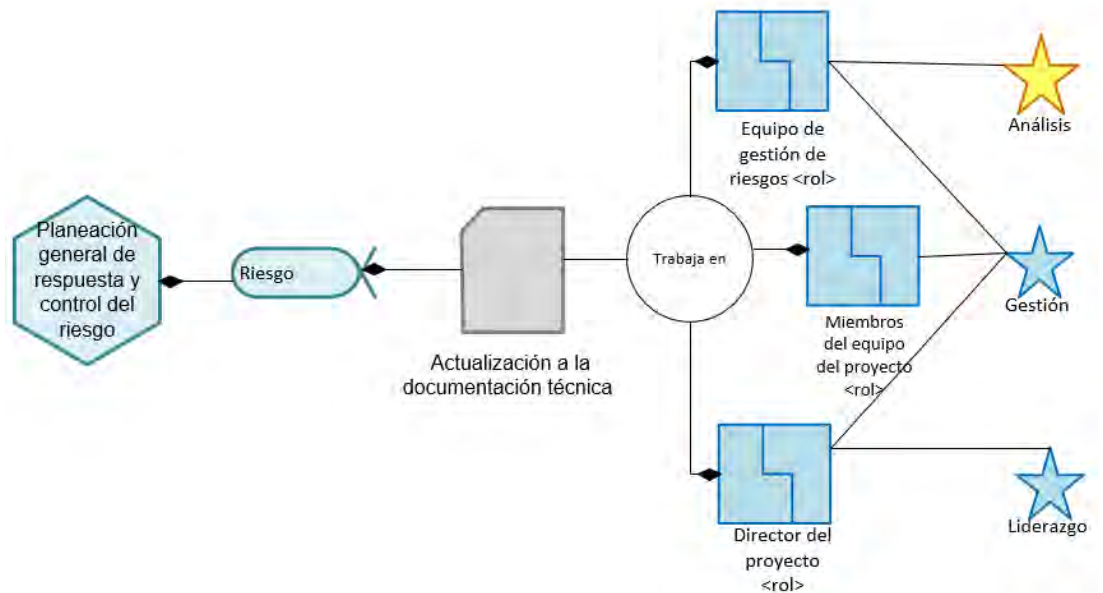 Planeación
general de
respuesta y
control del
riesgo
Riesgo
Actualización a la
documentación técnica
Trabaja en
Equipo de
gestión de
riesgos <rol>
Análisis
Miembros
del equipo
del proyecto
<rol>
Gestión
Director del
proyecto
<rol>
Liderazgo